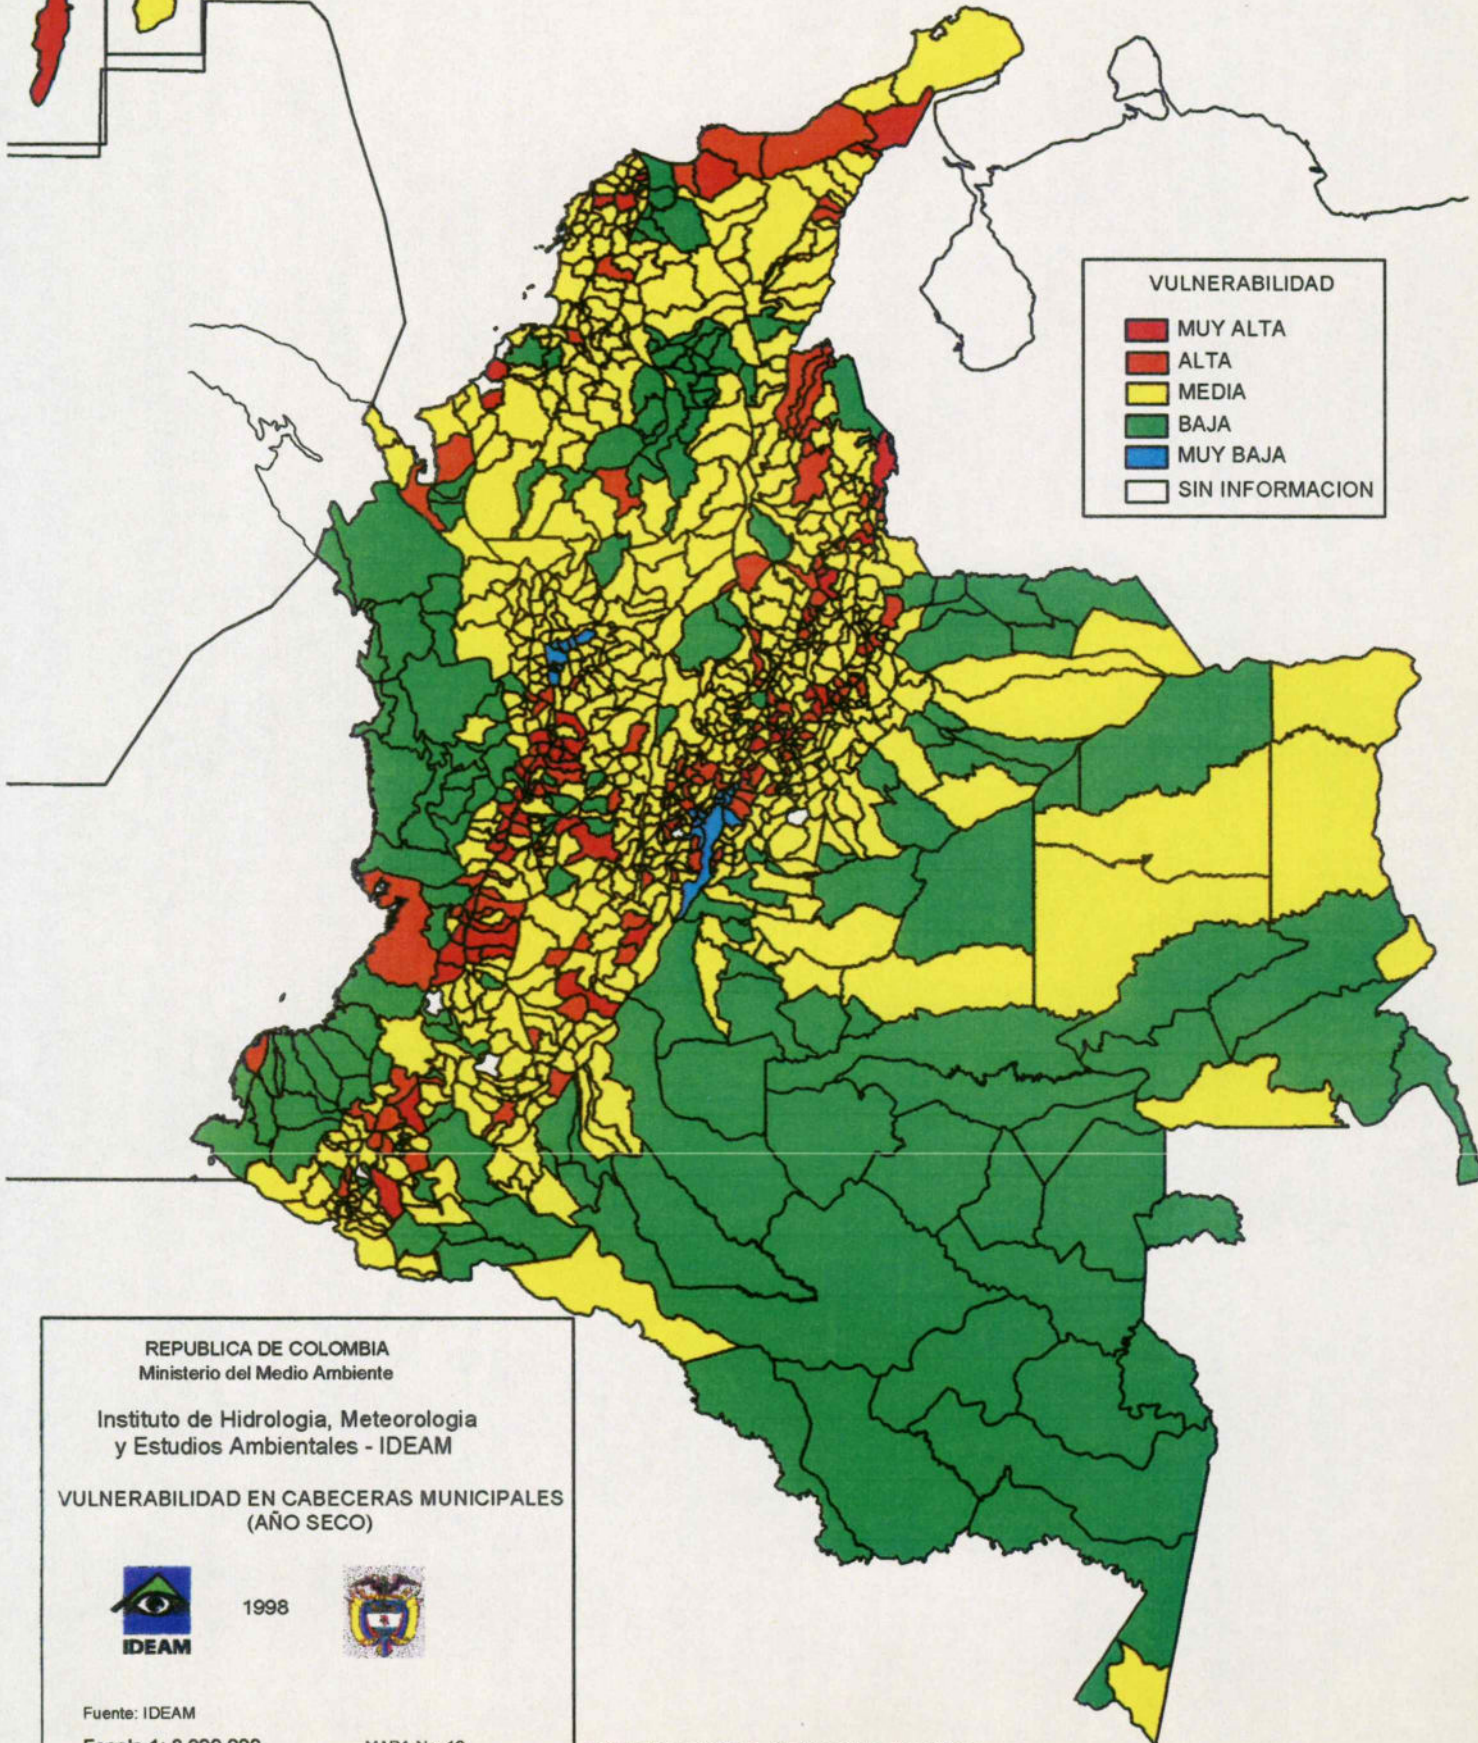 VULNERABILIDAD
MUY ALTA
ALTA
MEDIA
BAJA
MUY BAJA
SIN INFORMACION
REPUBLICA DE COLOMBIA
Ministerio del Medio Ambiente
Instituto de Hidrologia, Meteorologia
y Estudios Ambientales - IDEAM
VULNERABILIDAD EN CABECERAS MUNICIPALES
(AÑO SECO)
1998
IDEAM
Fuente: IDEAM